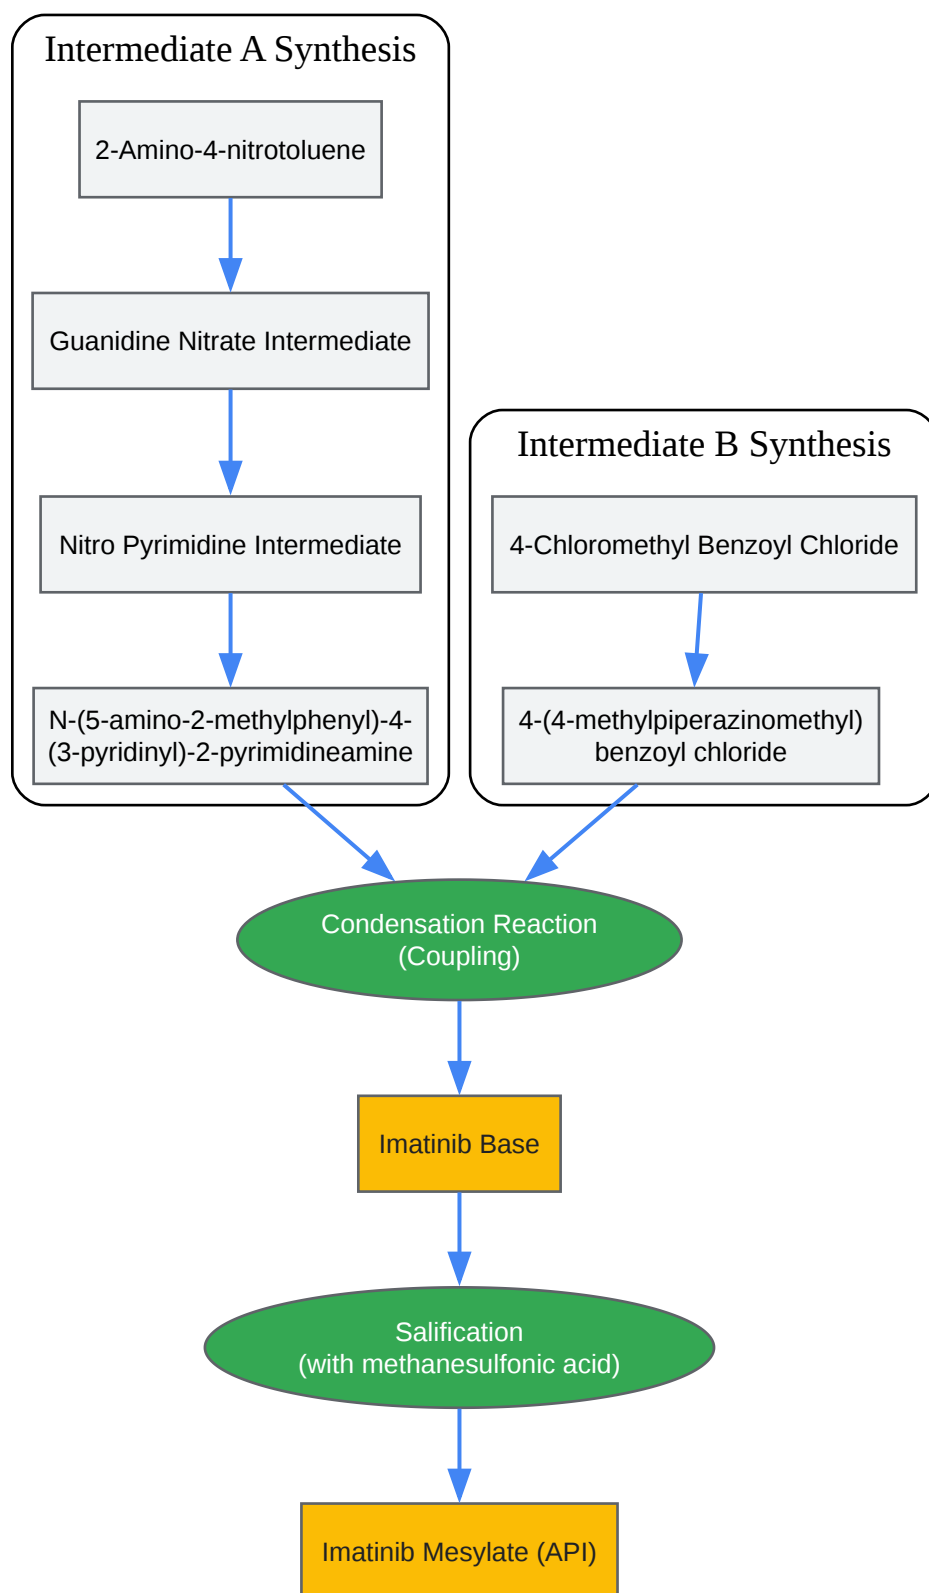 Intermediate A Synthesis
2-Amino-4-nitrotoluene
Guanidine Nitrate Intermediate
Nitro Pyrimidine Intermediate
N-(5-amino-2-methylphenyl)-4-
(3-pyridinyl)-2-pyrimidineamine
Intermediate B Synthesis
4-Chloromethyl Benzoyl Chloride
4-(4-methylpiperazinomethyl)
benzoyl chloride
Condensation Reaction
(Coupling)
Imatinib Base
Salification
(with methanesulfonic acid)
Imatinib Mesylate (API)